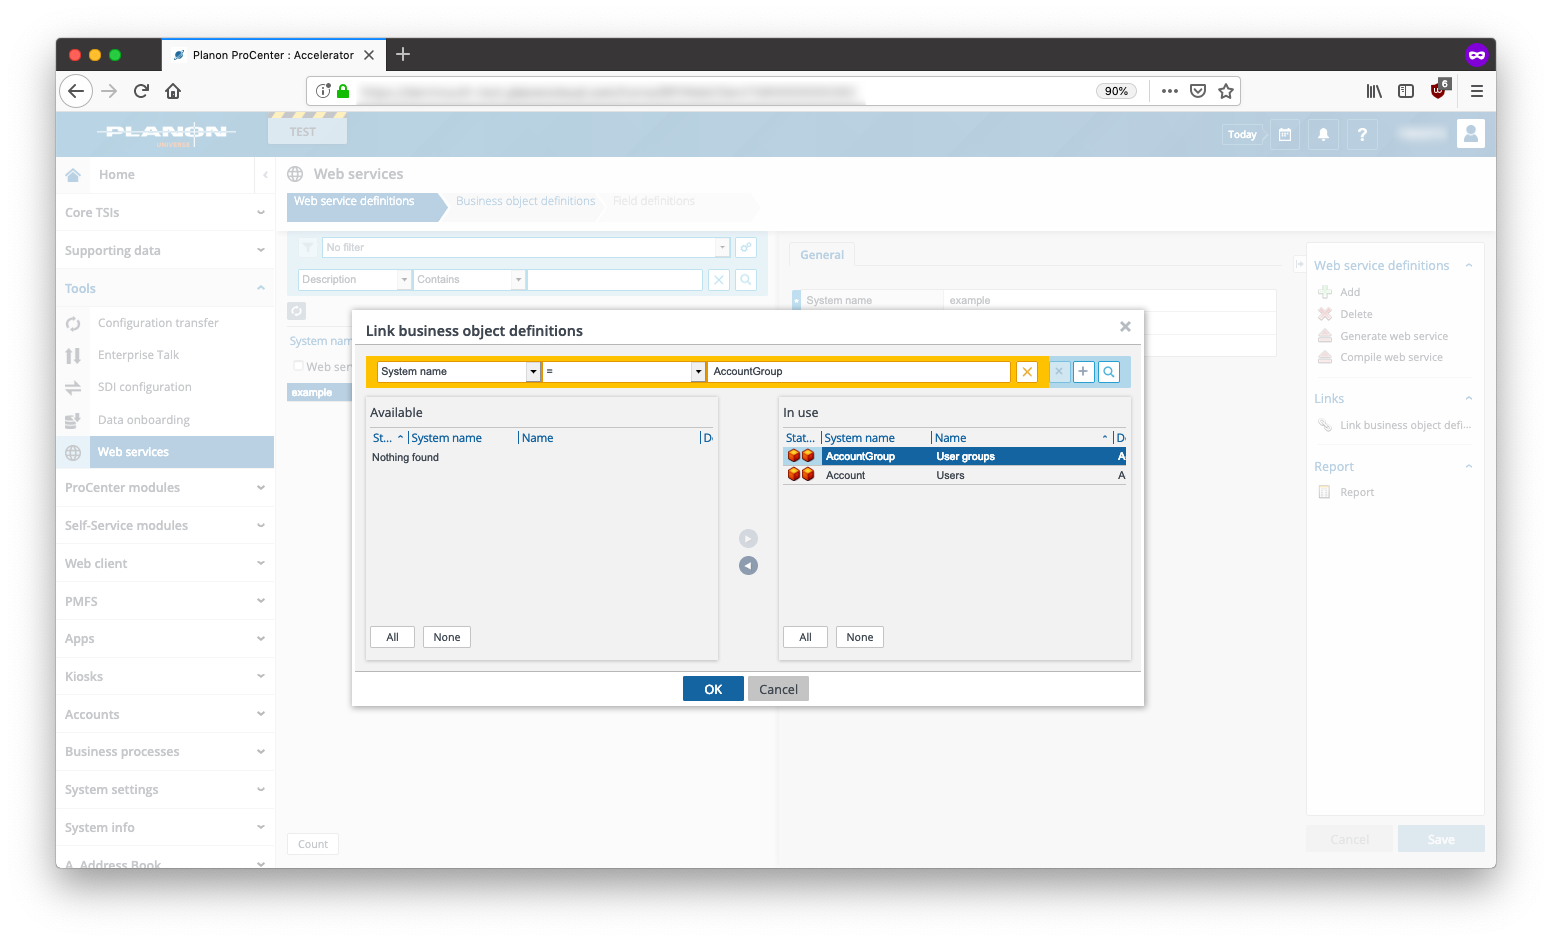 Planon ProCenter : Accelerator
90%
6
PLANON
UNIVERSE
TEST
Today
?
Home
Core TSIs
Supporting data
Tools
Configuration transfer
Enterprise Talk
SDI configuration
Data onboarding
Web services
ProCenter modules
Self-Service modules
Web client
PMFS
Apps
Kiosks
Accounts
Business processes
System settings
System info
A. Address Book
Web services
Web service definitions
Business object definitions
Field definitions
No filter
Description
Contains
System nam
Web ser
example
Count
General
System name
example
Link business object definitions
System name
=
AccountGroup
Available
St...
System name
Name
De
Nothing found
All
None
In use
Stat...
System name
Name
D
AccountGroup
User groups
A
Account
Users
A
All
None
OK
Cancel
Web service definitions
Add
Delete
Generate web service
Compile web service
Links
Link business object defi...
Report
Report
Cancel
Save